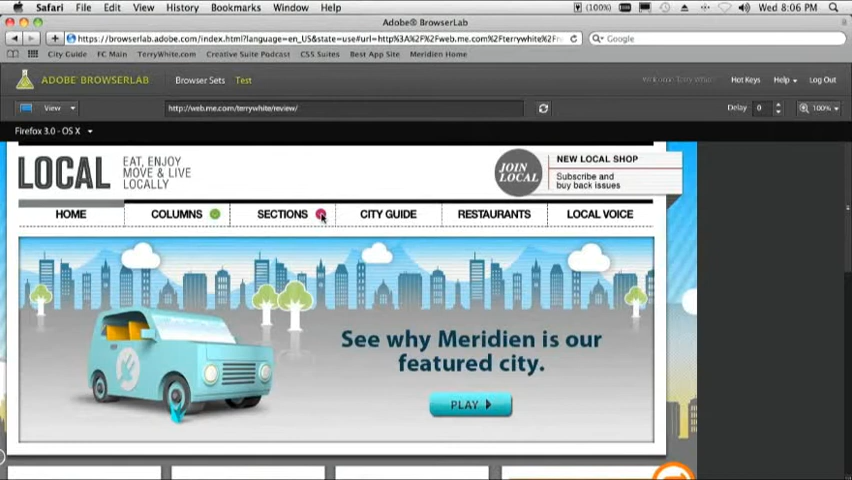 Safari File Edit View History Bookmarks Window Help (100%) Wed 8:06 PM
Adobe® BrowserLab
https://browserlab.adobe.com/index.html?language=en_US&state=use#url=http%3A%2F%2Fweb.me.com%2Fterrywhite%2Freview%2F Google
City Guide FC Main TerryWhite.com Creative Suite Podcast CS5 Suites Best App Site Meridien Home
ADOBE BROWSERLAB Browser Sets Test Hot Keys Help Log Out
View http://web.me.com/terrywhite/review/ Delay 0 100%
Firefox 3.0 - OS X
LOCAL
EAT, ENJOY
MOVE & LIVE
LOCALLY
JOIN
LOCAL
NEW LOCAL SHOP
Subscribe and
buy back issues
HOME COLUMNS SECTIONS CITY GUIDE RESTAURANTS LOCAL VOICE
See why Meridien is our
featured city.
PLAY